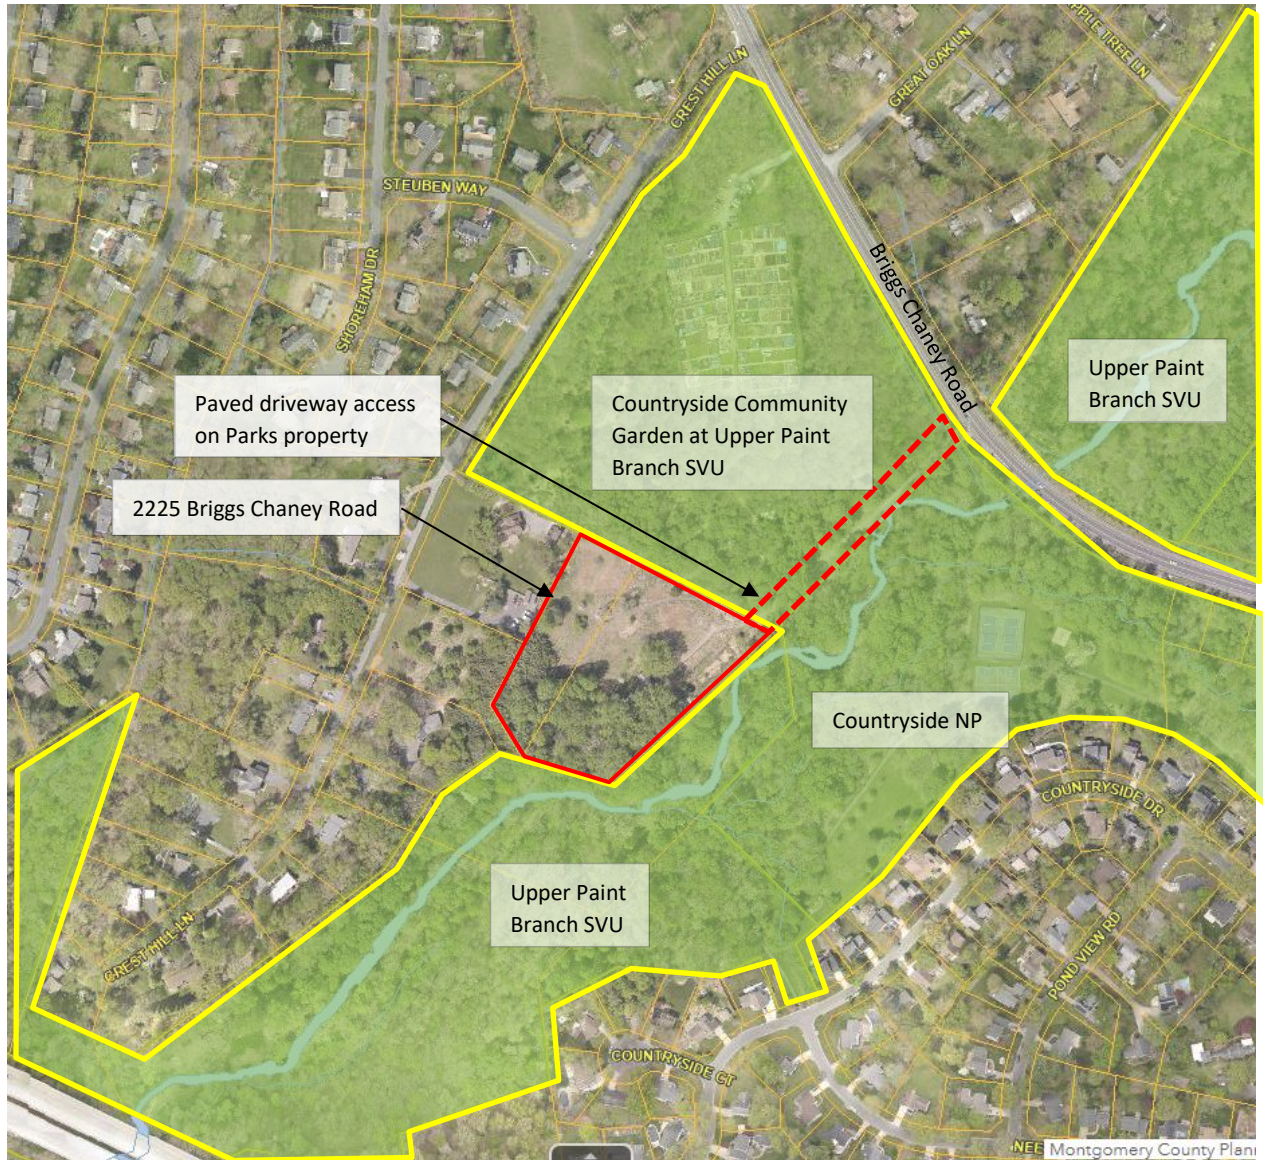 CREST HILL LN
APPLE TREE LN
GREAT OAK LN
STEUBEN WAY
SHOREHAM DR
Briggs Chaney Road
Upper Paint
Branch SVU
Paved driveway access
on Parks property
Countryside Community
Garden at Upper Paint
Branch SVU
2225 Briggs Chaney Road
Countryside NP
COUNTRYSIDE DR
Upper Paint
Branch SVU
CREST HILL LN
POND VIEW RD
COUNTRYSIDE CT
NEE
Montgomery County Plann